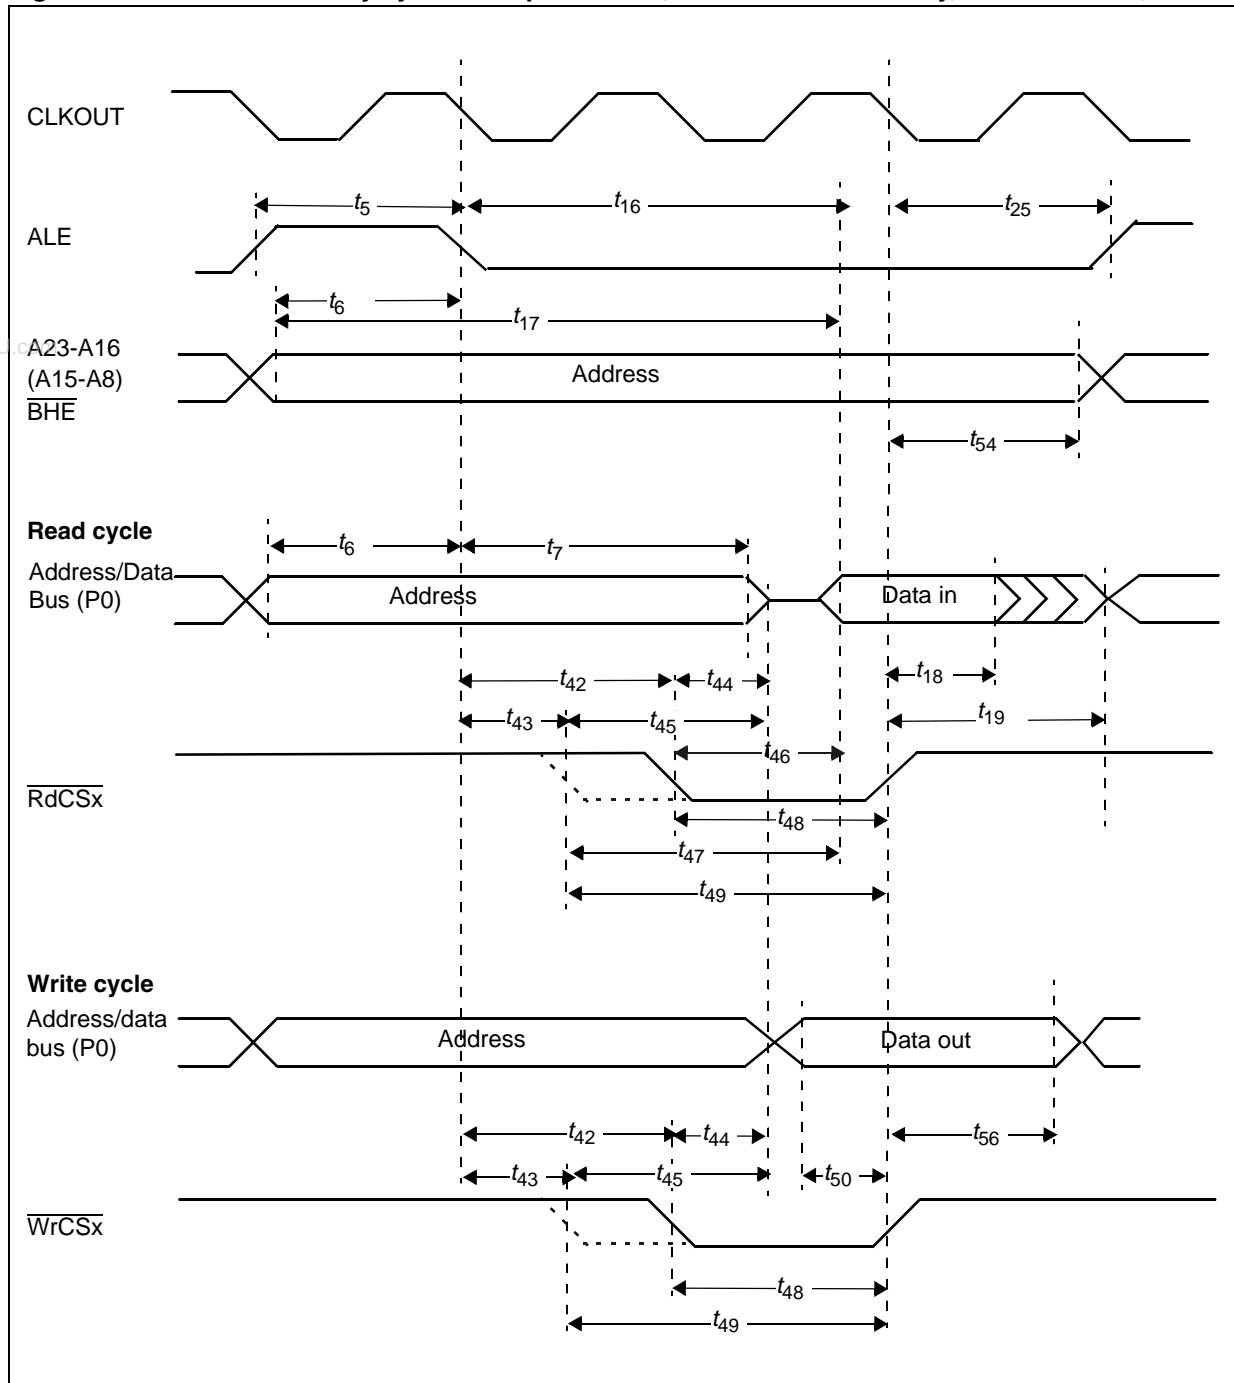 CLKOUT
t5
t16
t25
ALE
t6
t17
A23-A16
(A15-A8)
BHE
Address
t54
Read cycle
t6
t7
Address/Data
Bus (P0)
Address
Data in
t42
t44
t18
t43
t45
t19
t46
RdCSx
t48
t47
t49
Write cycle
Address/data
bus (P0)
Address
Data out
t42
t44
t56
t43
t45
t50
WrCSx
t48
t49